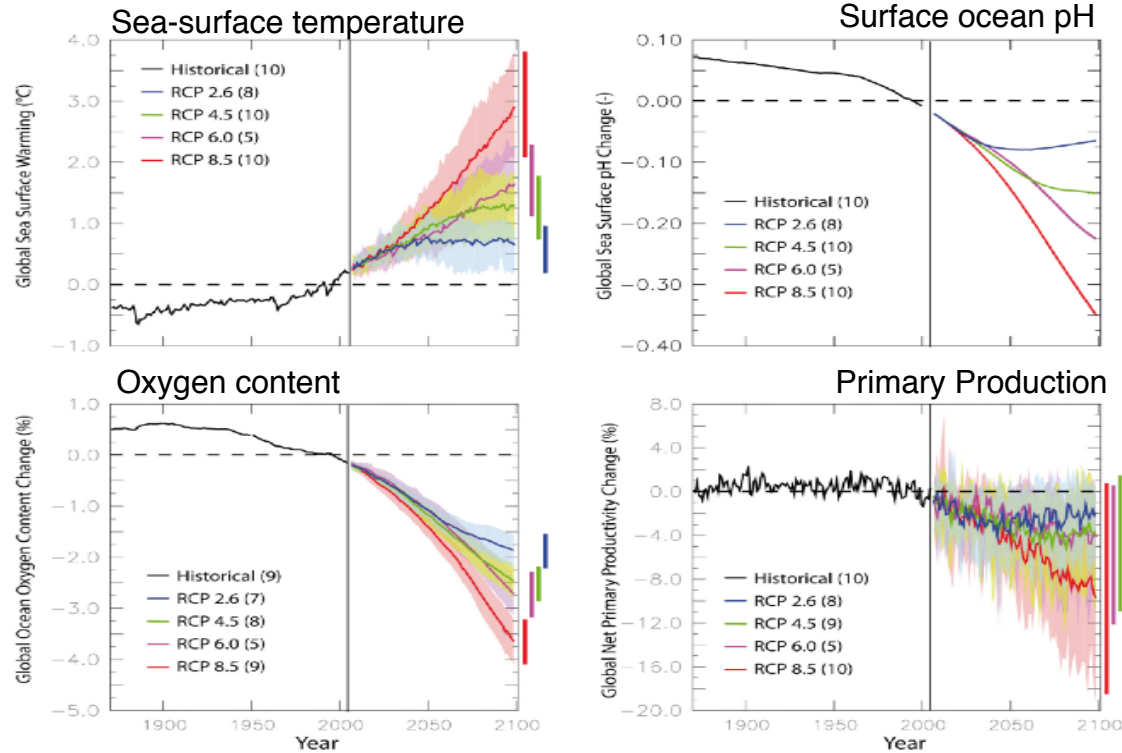 Sea-surface temperature
Global Sea Surface Warming (°C)
4.0
3.0
2.0
1.0
0.0
−1.0
Historical (10)
RCP 2.6 (8)
RCP 4.5 (10)
RCP 6.0 (5)
RCP 8.5 (10)
Surface ocean pH
Global Sea Surface pH Change (-)
0.10
0.00
−0.10
−0.20
−0.30
−0.40
Historical (10)
RCP 2.6 (8)
RCP 4.5 (10)
RCP 6.0 (5)
RCP 8.5 (10)
Oxygen content
Global Ocean Oxygen Content Change (%)
1.0
0.0
−1.0
−2.0
−3.0
−4.0
−5.0
Historical (9)
RCP 2.6 (7)
RCP 4.5 (8)
RCP 6.0 (5)
RCP 8.5 (9)
1900 1950 2000 2050 2100
Year
Primary Production
Global Net Primary Productivity Change (%)
8.0
4.0
0.0
−4.0
−8.0
−12.0
−16.0
−20.0
Historical (10)
RCP 2.6 (8)
RCP 4.5 (9)
RCP 6.0 (5)
RCP 8.5 (10)
1900 1950 2000 2050 2100
Year